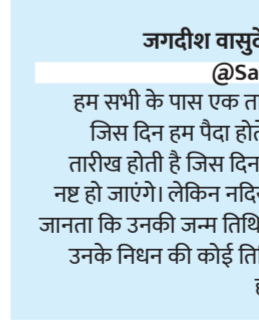 जगदीश वासुदे
@Sa
हम सभी के पास एक ता
जिस दिन हम पैदा होते
तारीख होती है जिस दिन
नष्ट हो जाएंगे। लेकिन नदिय
जानता कि उनकी जन्म तिथि
उनके निधन की कोई ति
ह